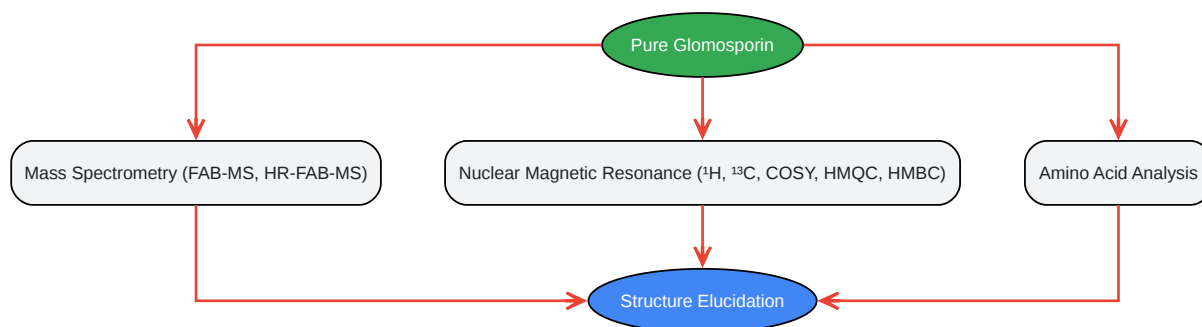 Pure Glomosporin
Mass Spectrometry (FAB-MS, HR-FAB-MS)
Nuclear Magnetic Resonance (¹H, ¹³C, COSY, HMQC, HMBC)
Amino Acid Analysis
Structure Elucidation